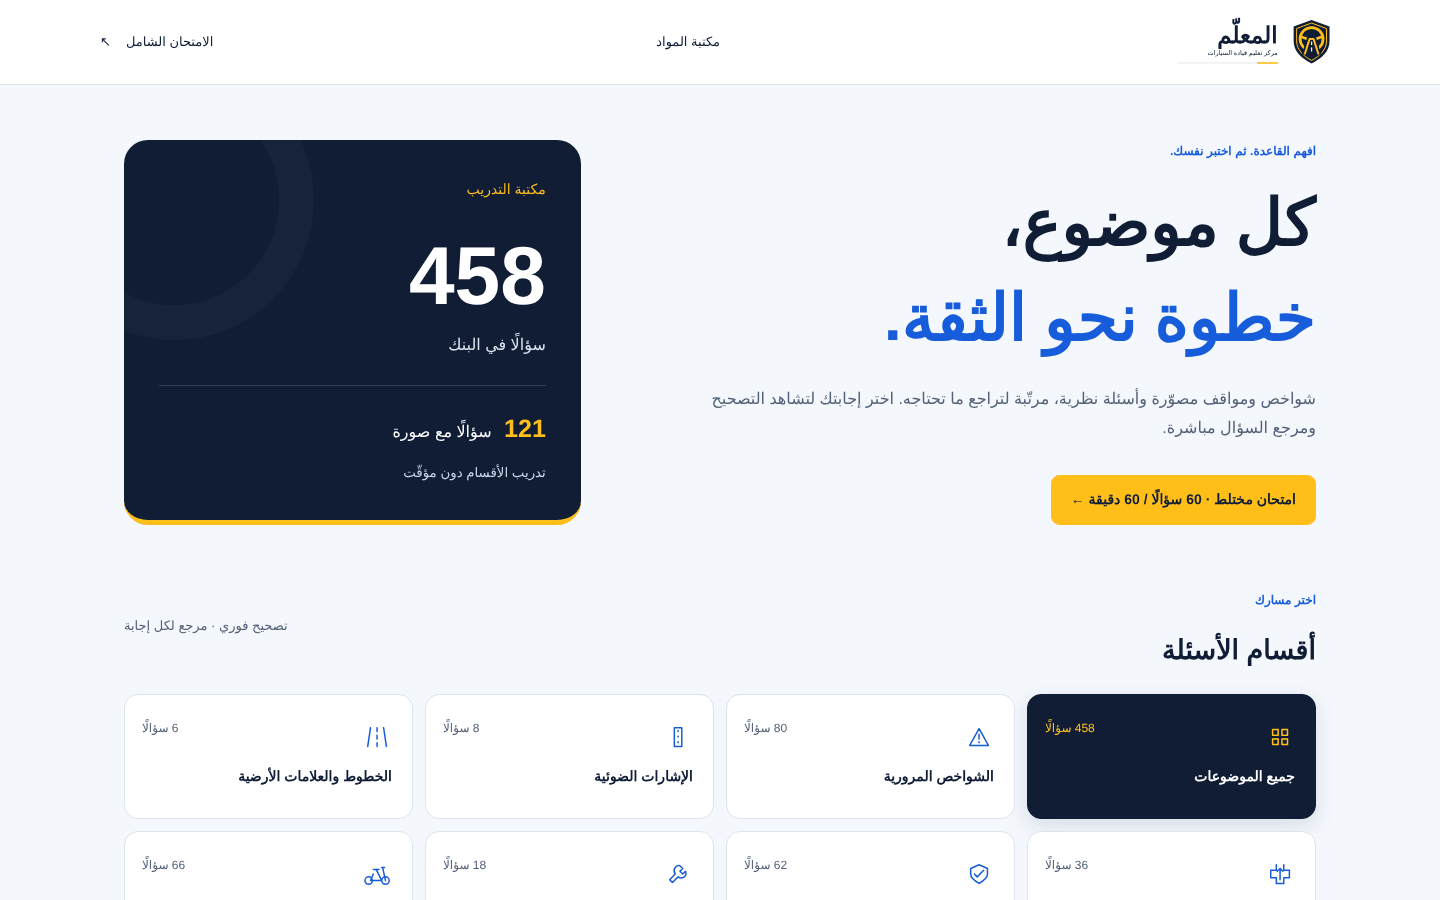 المعلّم
مركز تعليم قيادة السيارات
مكتبة المواد
الامتحان الشامل ↖
افهم القاعدة. ثم اختبر نفسك.
كل موضوع،
خطوة نحو الثقة.
شواخص ومواقف مصوّرة وأسئلة نظرية، مرتّبة لتراجع ما تحتاجه. اختر إجابتك لتشاهد التصحيح
ومرجع السؤال مباشرة.
امتحان مختلط · 60 سؤالًا / 60 دقيقة ←
مكتبة التدريب
458
سؤالًا في البنك
121 سؤالًا مع صورة
تدريب الأقسام دون مؤقّت
اختر مسارك
أقسام الأسئلة
تصحيح فوري · مرجع لكل إجابة
458 سؤالًا
جميع الموضوعات
80 سؤالًا
الشواخص المرورية
8 سؤالًا
الإشارات الضوئية
6 سؤالًا
الخطوط والعلامات الأرضية
36 سؤالًا
62 سؤالًا
18 سؤالًا
66 سؤالًا